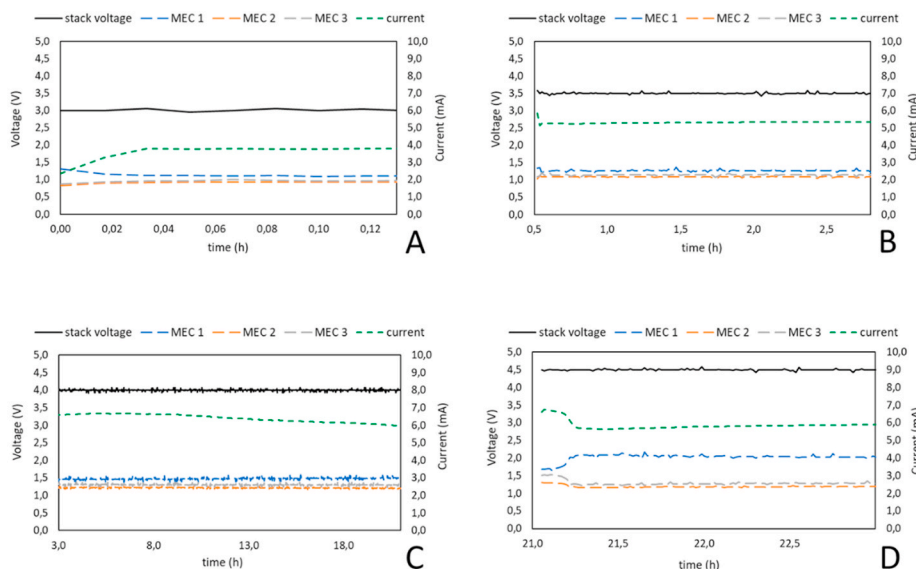 stack voltage MEC 1 MEC 2 MEC 3 current
5,0 4,5 4,0 3,5 3,0 2,5 2,0 1,5 1,0 0,5 0,0
Voltage (V)
10,0 9,0 8,0 7,0 6,0 5,0 4,0 3,0 2,0 1,0 0,0
Current (mA)
0,00 0,02 0,04 0,06 0,08 0,10 0,12
time (h)
A
stack voltage MEC 1 MEC 2 MEC 3 current
5,0 4,5 4,0 3,5 3,0 2,5 2,0 1,5 1,0 0,5 0,0
Voltage (V)
10,0 9,0 8,0 7,0 6,0 5,0 4,0 3,0 2,0 1,0 0,0
Current (mA)
0,5 1,0 1,5 2,0 2,5
time (h)
B
stack voltage MEC 1 MEC 2 MEC 3 current
5,0 4,5 4,0 3,5 3,0 2,5 2,0 1,5 1,0 0,5 0,0
Voltage (V)
10,0 9,0 8,0 7,0 6,0 5,0 4,0 3,0 2,0 1,0 0,0
Current (mA)
3,0 8,0 13,0 18,0
time (h)
C
stack voltage MEC 1 MEC 2 MEC 3 current
5,0 4,5 4,0 3,5 3,0 2,5 2,0 1,5 1,0 0,5 0,0
Voltage (V)
10,0 9,0 8,0 7,0 6,0 5,0 4,0 3,0 2,0 1,0 0,0
Current (mA)
21,0 21,5 22,0 22,5
time (h)
D